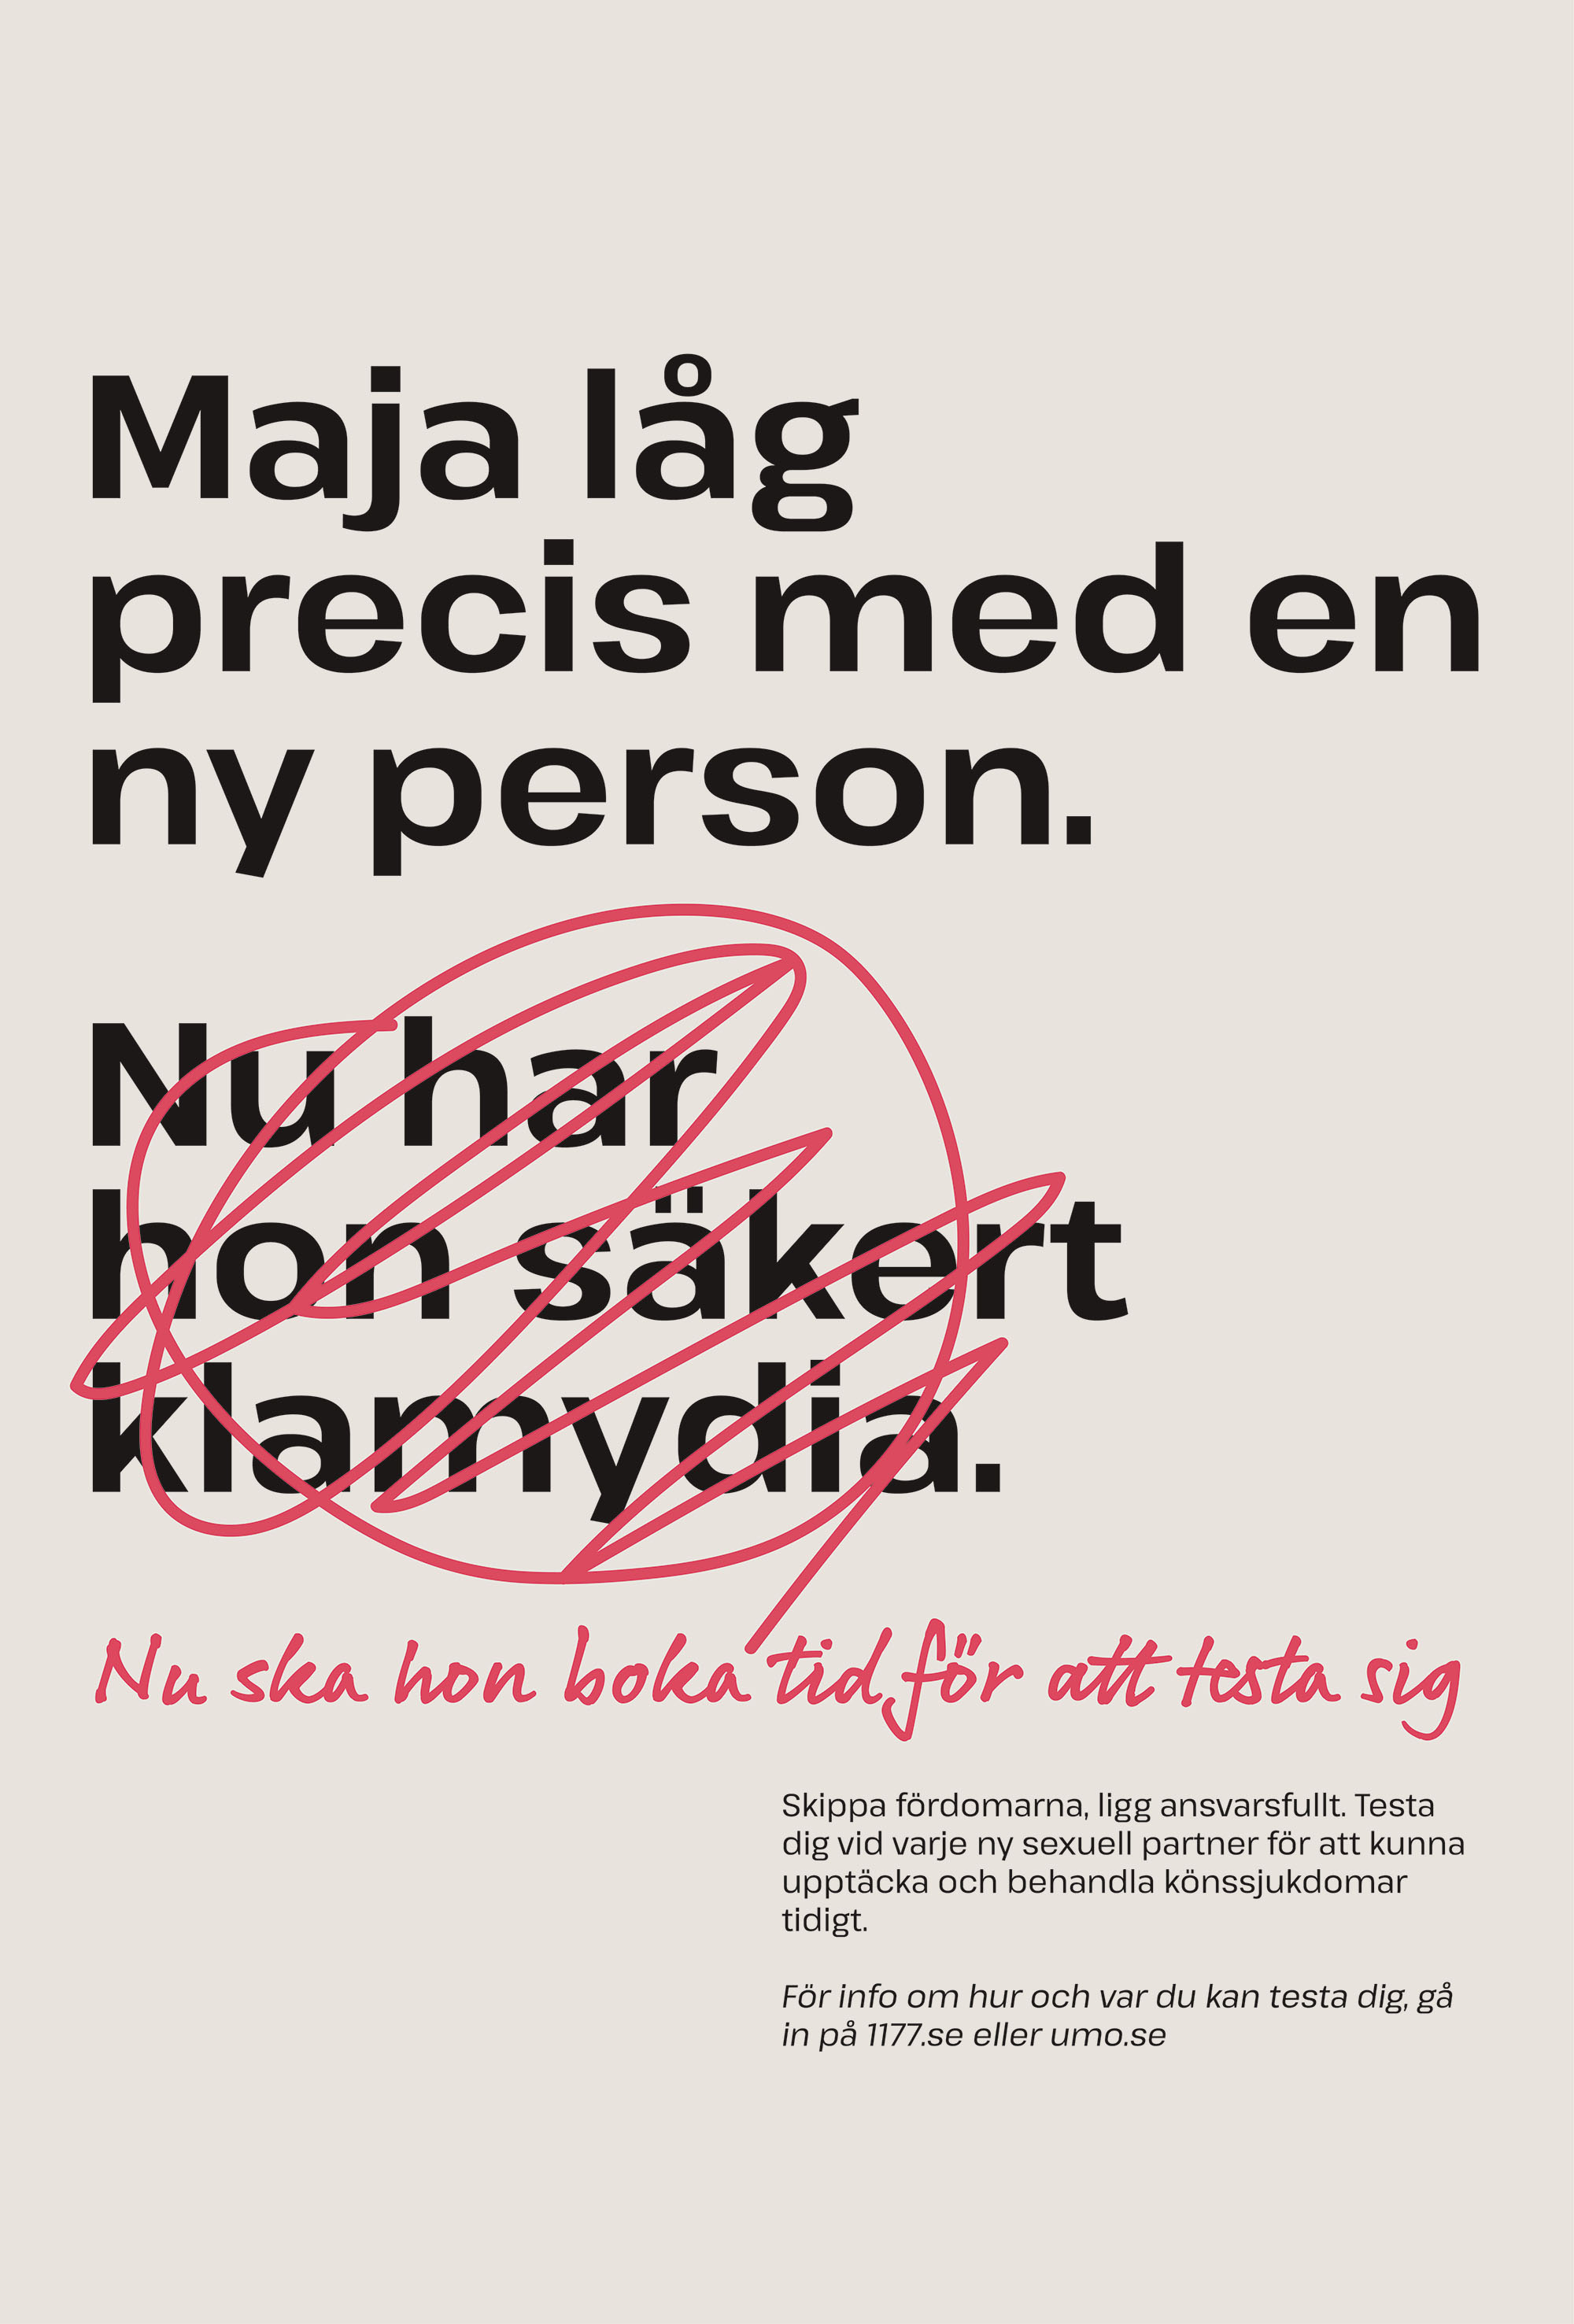 Maja låg
precis med en
ny person.
Nu har
hon säkert
klamydia.
Nu ska hon boka tid för att testa sig
Skippa fördomarna, ligg ansvarsfullt. Testa
dig vid varje ny sexuell partner för att kunna
upptäcka och behandla könssjukdomar
tidigt.
För info om hur och var du kan testa dig, gå
in på 1177.se eller umo.se